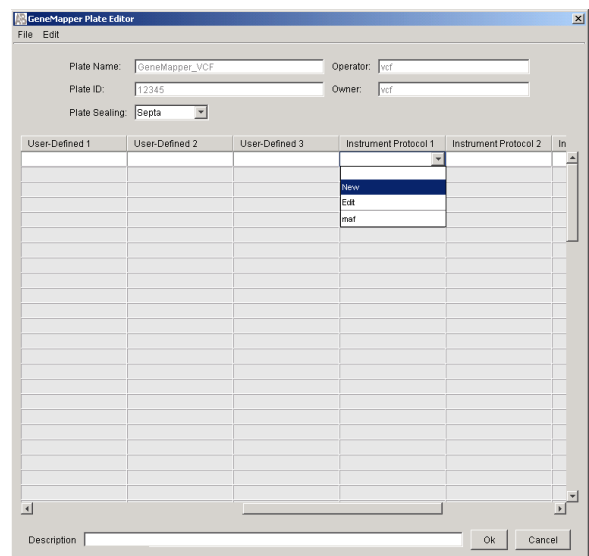 GeneMapper Plate Editor
File Edit
Plate Name: GeneMapper_VCF Operator: vcf
Plate ID: 12345 Owner: vcf
Plate Sealing: Septa
User-Defined 1 User-Defined 2 User-Defined 3 Instrument Protocol 1 Instrument Protocol 2 In
New
Edit
maf
Description Ok Cancel